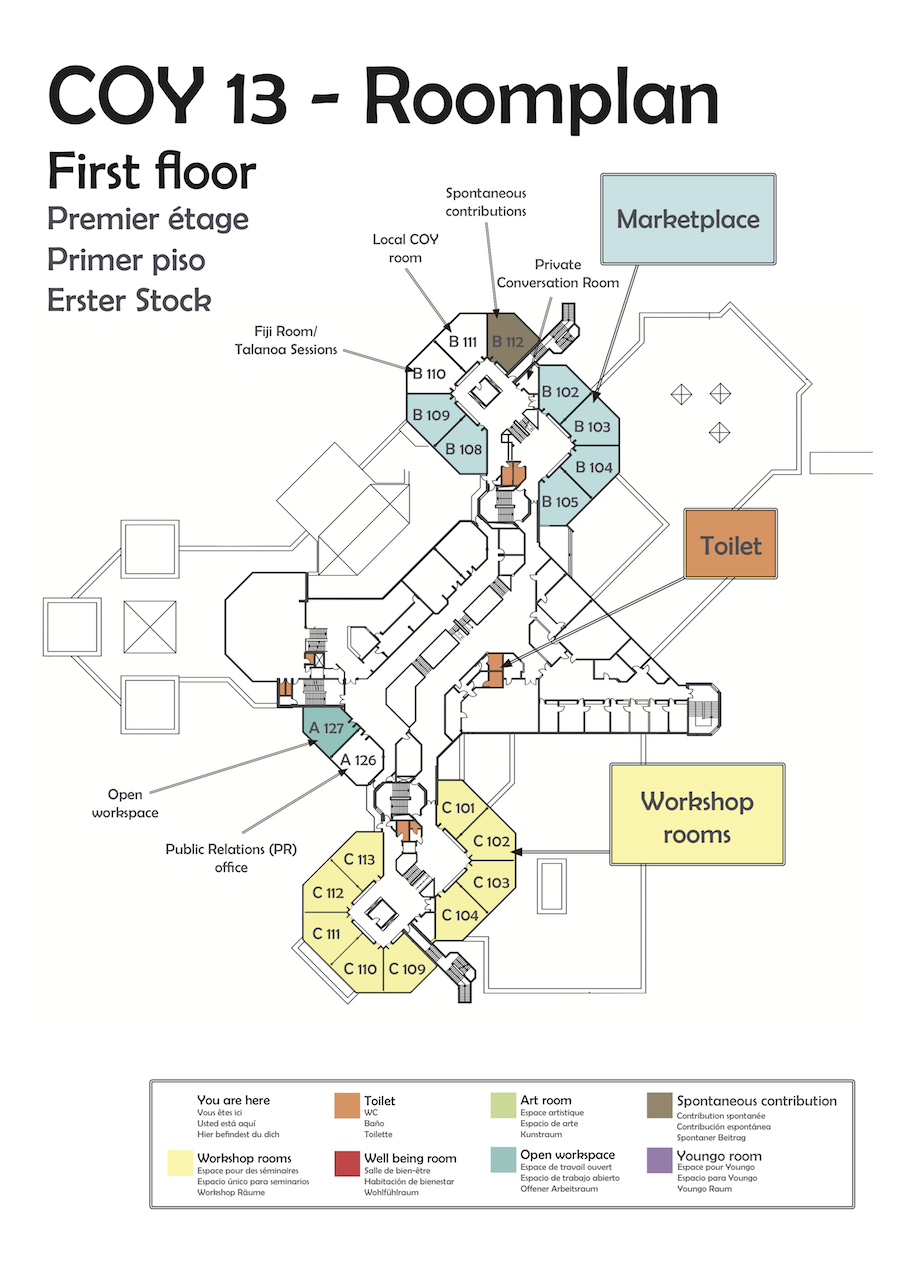 COY 13 - Roomplan
First floor
Premier étage
Primer piso
Erster Stock
Spontaneous
contributions
Marketplace
Local COY
room
Private
Conversation Room
Fiji Room/
Talanoa Sessions
B 111
B 112
B 110
B 102
B 109
B 103
B 108
B 104
B 105
Toilet
A 127
A 126
Open
workspace
Public Relations (PR)
office
Workshop
rooms
C 101
C 102
C 113
C 103
C 112
C 104
C 111
C 110
C 109
You are here
Vous êtes ici
Usted está aquí
Hier befindest du dich
Toilet
WC
Baño
Toilette
Art room
Espace artistique
Espacio de arte
Kunstraum
Spontaneous contribution
Contribution spontanée
Contribución espontánea
Spontaner Beitrag
Workshop rooms
Espace pour des séminaires
Espacio único para seminarios
Workshop Räume
Well being room
Salle de bien-être
Habitación de bienestar
Wohlfühlraum
Open workspace
Espace de travail ouvert
Espacio de trabajo abierto
Offener Arbeitsraum
Youngo room
Espace pour Youngo
Espacio para Youngo
Youngo Raum